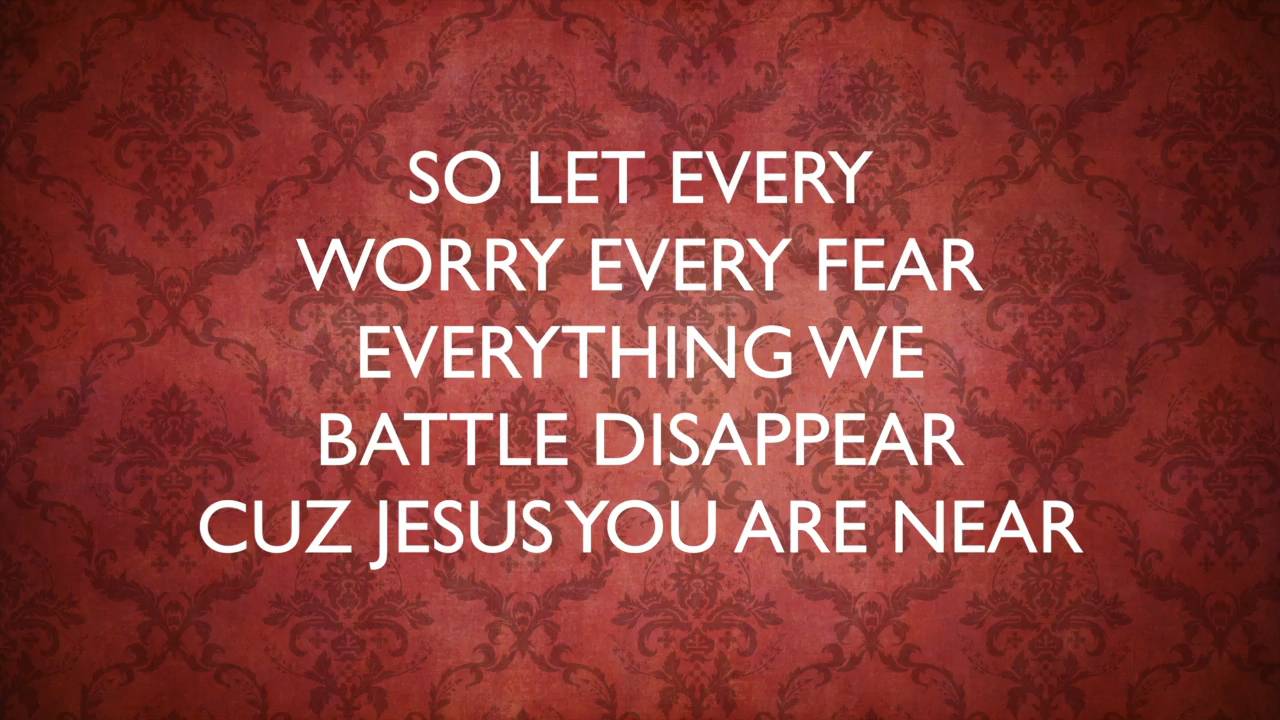 SO LET EVERY
WORRY EVERY FEAR
EVERYTHING WE
BATTLE DISAPPEAR
CUZ JESUS YOU ARE NEAR